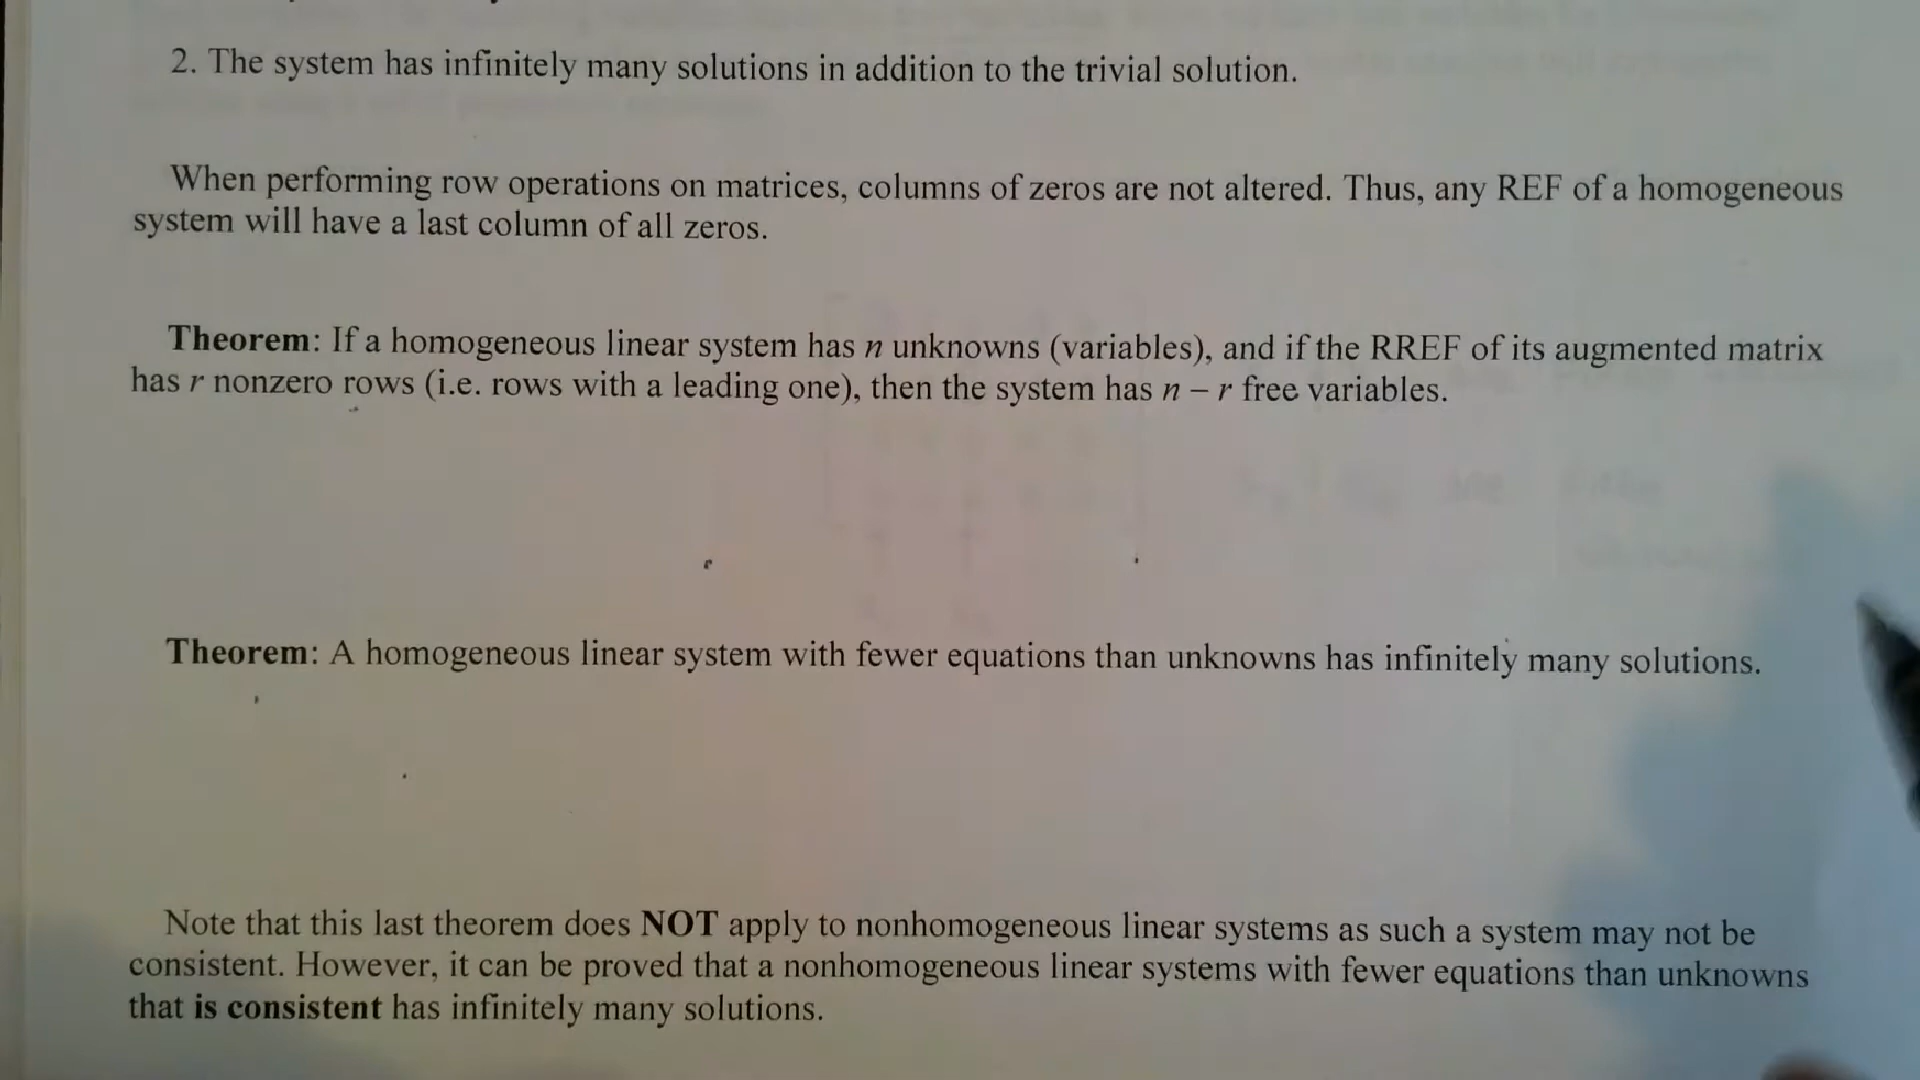 2. The system has infinitely many solutions in addition to the trivial solution.
When performing row operations on matrices, columns of zeros are not altered. Thus, any REF of a homogeneous
system will have a last column of all zeros.
Theorem: If a homogeneous linear system has n unknowns (variables), and if the RREF of its augmented matrix
has r nonzero rows (i.e. rows with a leading one), then the system has n – r free variables.
Theorem: A homogeneous linear system with fewer equations than unknowns has infinitely many solutions.
Note that this last theorem does NOT apply to nonhomogeneous linear systems as such a system may not be
consistent. However, it can be proved that a nonhomogeneous linear systems with fewer equations than unknowns
that is consistent has infinitely many solutions.